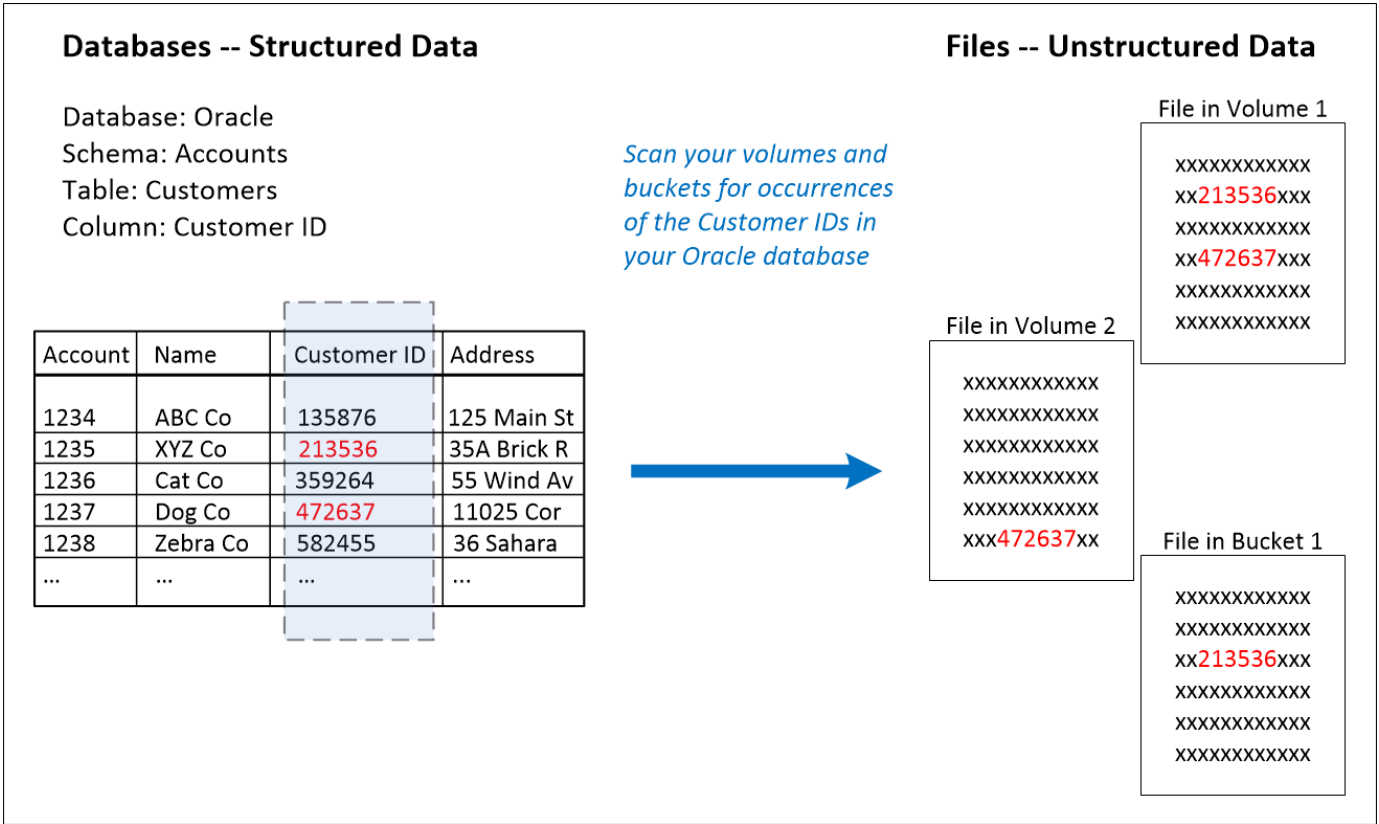 Databases -- Structured Data
Database: Oracle
Schema: Accounts
Table: Customers
Column: Customer ID
Account Name Customer ID Address
1234 ABC Co 135876 125 Main St
1235 XYZ Co 213536 35A Brick R
1236 Cat Co 359264 55 Wind Av
1237 Dog Co 472637 11025 Cor
1238 Zebra Co 582455 36 Sahara
... ... ... ...
Scan your volumes and
buckets for occurrences
of the Customer IDs in
your Oracle database
Files -- Unstructured Data
File in Volume 1
xxxxxxxxxxxx
xx213536xxx
xxxxxxxxxxxx
xx472637xxx
xxxxxxxxxxxx
xxxxxxxxxxxx
File in Volume 2
xxxxxxxxxxxx
xxxxxxxxxxxx
xxxxxxxxxxxx
xxxxxxxxxxxx
xxxxxxxxxxxx
xxx472637xx
File in Bucket 1
xxxxxxxxxxxx
xxxxxxxxxxxx
xx213536xxx
xxxxxxxxxxxx
xxxxxxxxxxxx
xxxxxxxxxxxx